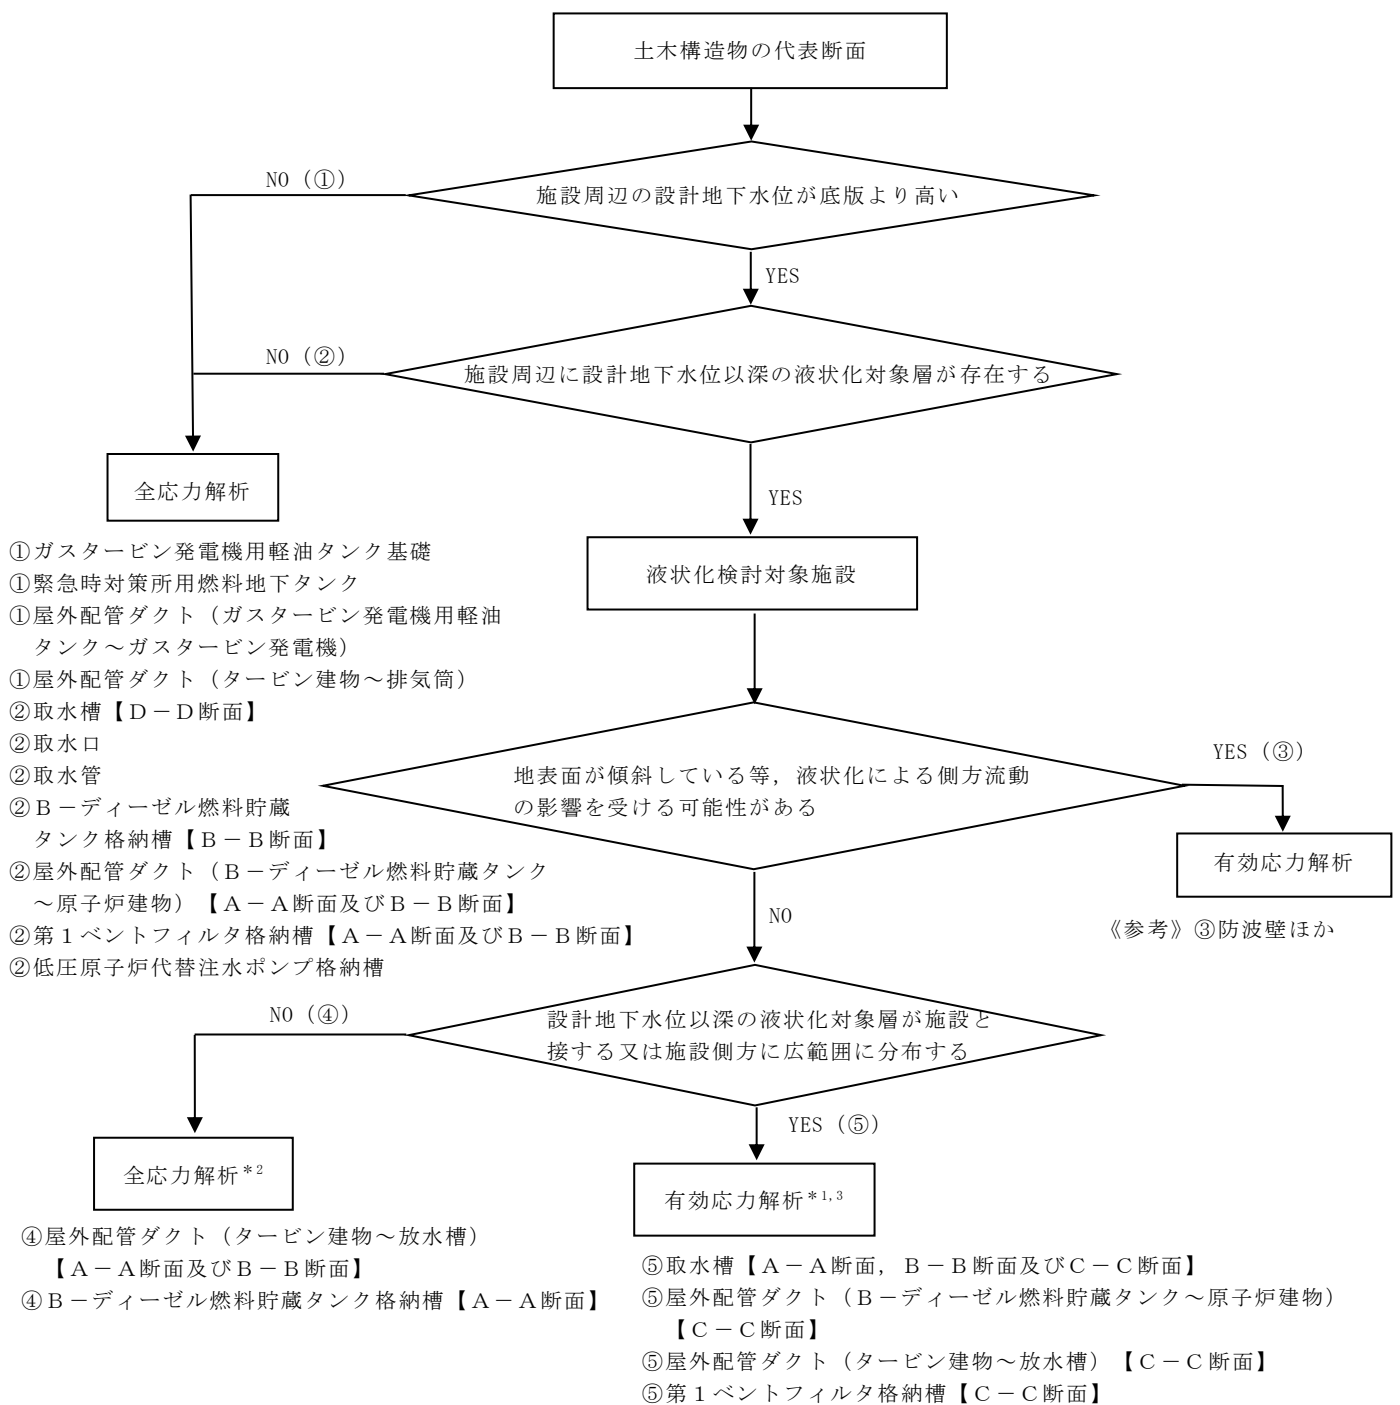 土木構造物の代表断面
NO（①）
施設周辺の設計地下水位が底版より高い
YES
NO（②）
施設周辺に設計地下水位以深の液状化対象層が存在する
全応力解析
YES
①ガスタービン発電機用軽油タンク基礎
①緊急時対策所用燃料地下タンク
①屋外配管ダクト（ガスタービン発電機用軽油
タンク～ガスタービン発電機）
①屋外配管ダクト（タービン建物～排気筒）
②取水槽【Ｄ－Ｄ断面】
②取水口
②取水管
②Ｂ－ディーゼル燃料貯蔵
タンク格納槽【Ｂ－Ｂ断面】
②屋外配管ダクト（Ｂ－ディーゼル燃料貯蔵タンク
～原子炉建物）【Ａ－Ａ断面及びＢ－Ｂ断面】
②第１ベントフィルタ格納槽【Ａ－Ａ断面及びＢ－Ｂ断面】
②低圧原子炉代替注水ポンプ格納槽
液状化検討対象施設
地表面が傾斜している等，液状化による側方流動
の影響を受ける可能性がある
YES（③）
有効応力解析
《参考》③防波壁ほか
NO
NO（④）
設計地下水位以深の液状化対象層が施設と
接する又は施設側方に広範囲に分布する
YES（⑤）
全応力解析＊２
有効応力解析＊1,3
④屋外配管ダクト（タービン建物～放水槽）
【Ａ－Ａ断面及びＢ－Ｂ断面】
④Ｂ－ディーゼル燃料貯蔵タンク格納槽【Ａ－Ａ断面】
⑤取水槽【Ａ－Ａ断面，Ｂ－Ｂ断面及びＣ－Ｃ断面】
⑤屋外配管ダクト（Ｂ－ディーゼル燃料貯蔵タンク～原子炉建物）
【Ｃ－Ｃ断面】
⑤屋外配管ダクト（タービン建物～放水槽）【Ｃ－Ｃ断面】
⑤第１ベントフィルタ格納槽【Ｃ－Ｃ断面】